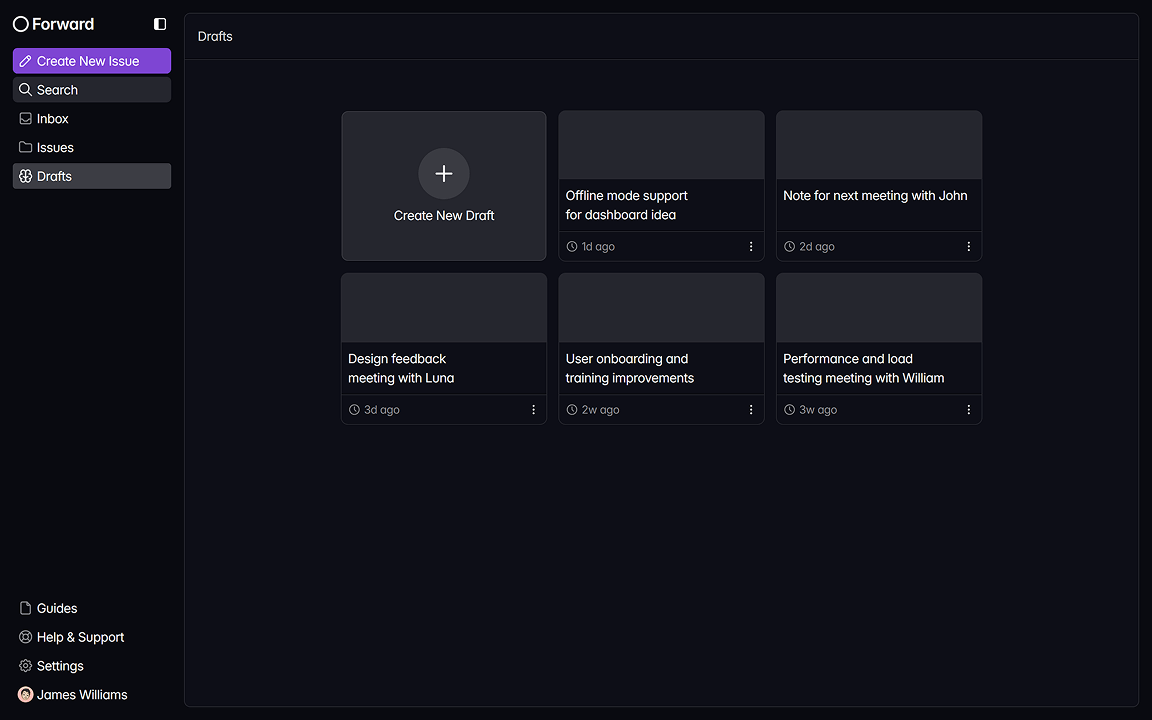 Forward
Create New Issue
Search
Inbox
Issues
Drafts
Guides
Help & Support
Settings
James Williams
Drafts
Create New Draft
Offline mode support
for dashboard idea
1d ago
Note for next meeting with John
2d ago
Design feedback
meeting with Luna
3d ago
User onboarding and
training improvements
2w ago
Performance and load
testing meeting with William
3w ago